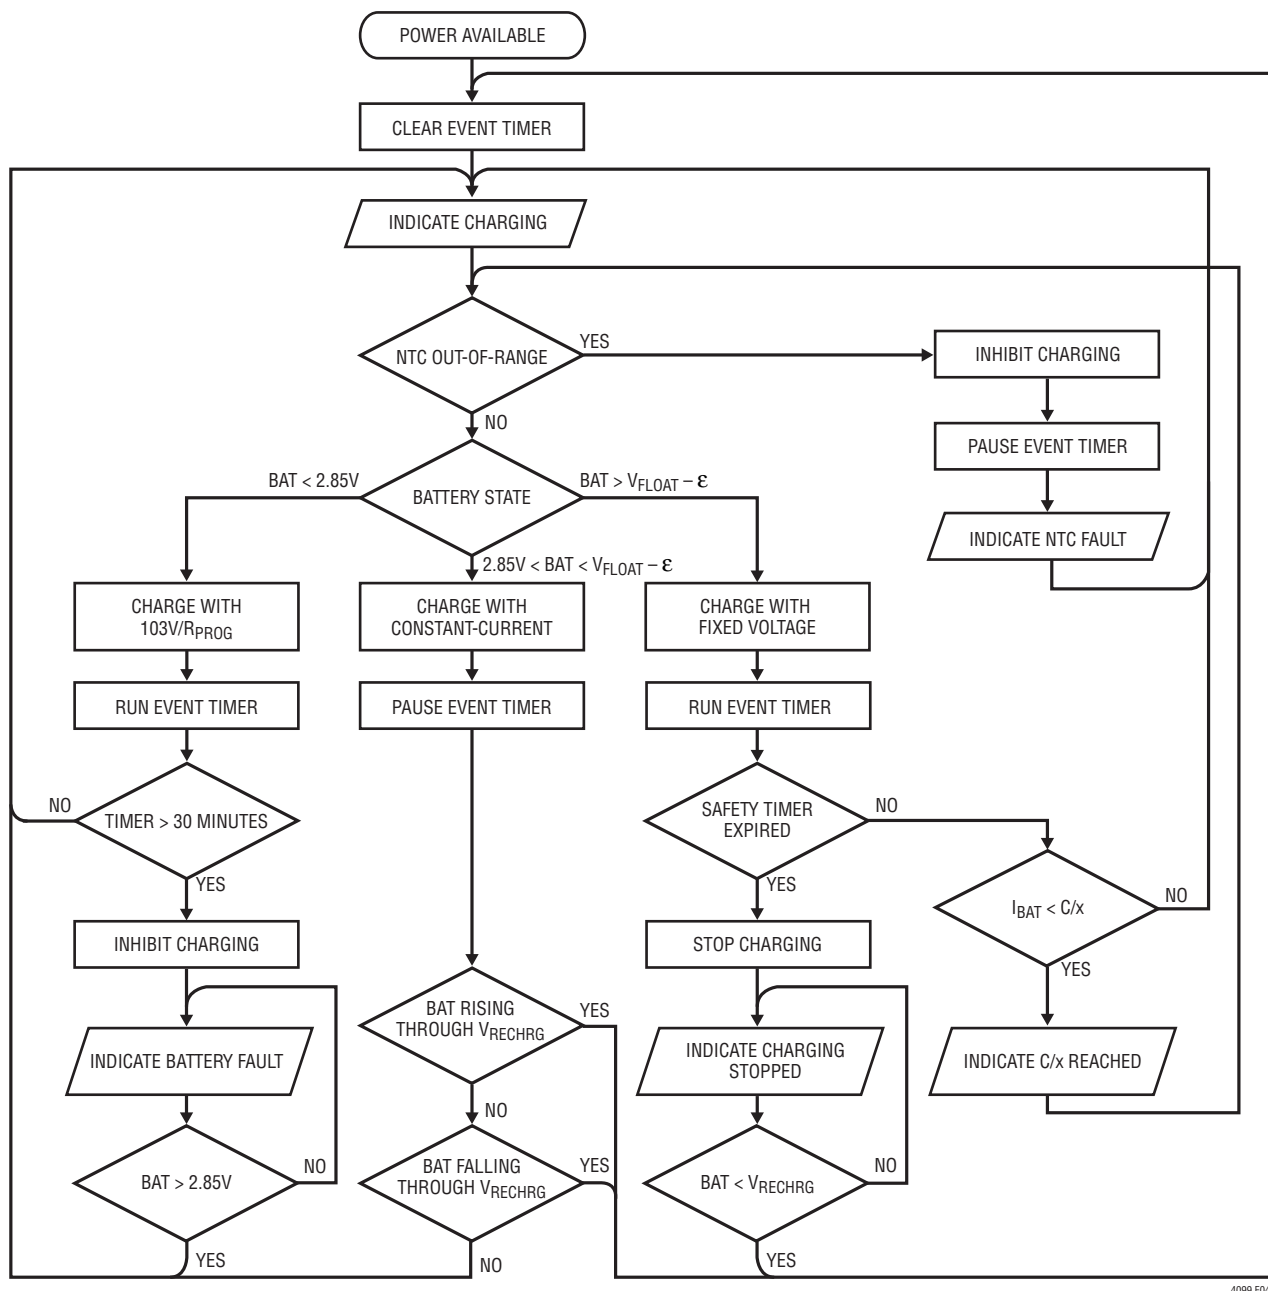 POWER AVAILABLE
CLEAR EVENT TIMER
INDICATE CHARGING
NTC OUT-OF-RANGE
YES
NO
INHIBIT CHARGING
PAUSE EVENT TIMER
INDICATE NTC FAULT
BATTERY STATE
BAT < 2.85V
BAT > VFLOAT – ε
2.85V < BAT < VFLOAT – ε
CHARGE WITH
103V/RPROG
CHARGE WITH
CONSTANT-CURRENT
CHARGE WITH
FIXED VOLTAGE
RUN EVENT TIMER
PAUSE EVENT TIMER
RUN EVENT TIMER
NO
TIMER > 30 MINUTES
YES
SAFETY TIMER
EXPIRED
NO
YES
IBAT < C/x
NO
YES
INHIBIT CHARGING
STOP CHARGING
BAT RISING
THROUGH VRECHRG
YES
NO
INDICATE BATTERY FAULT
INDICATE CHARGING
STOPPED
INDICATE C/x REACHED
BAT > 2.85V
NO
YES
BAT FALLING
THROUGH VRECHRG
YES
NO
BAT < VRECHRG
NO
YES
4099 F04